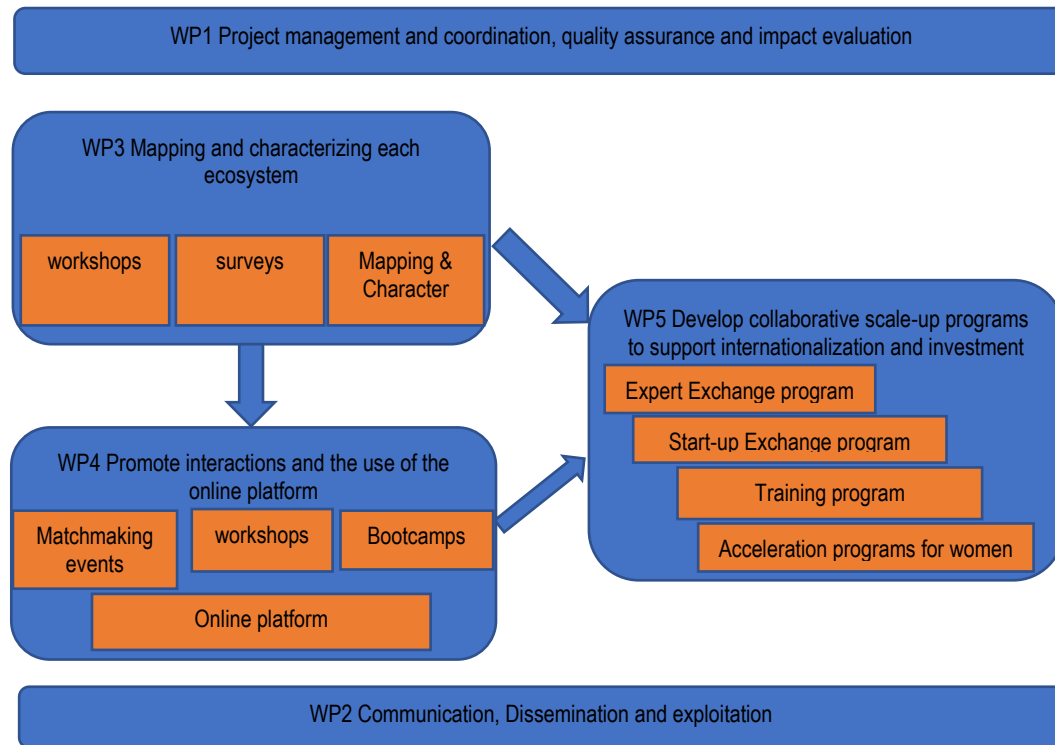 WP1 Project management and coordination, quality assurance and impact evaluation
WP3 Mapping and characterizing each
ecosystem
workshops
surveys
Mapping &
Character
WP5 Develop collaborative scale-up programs
to support internationalization and investment
Expert Exchange program
Start-up Exchange program
Training program
Acceleration programs for women
WP4 Promote interactions and the use of the
online platform
Matchmaking
events
workshops
Bootcamps
Online platform
WP2 Communication, Dissemination and exploitation